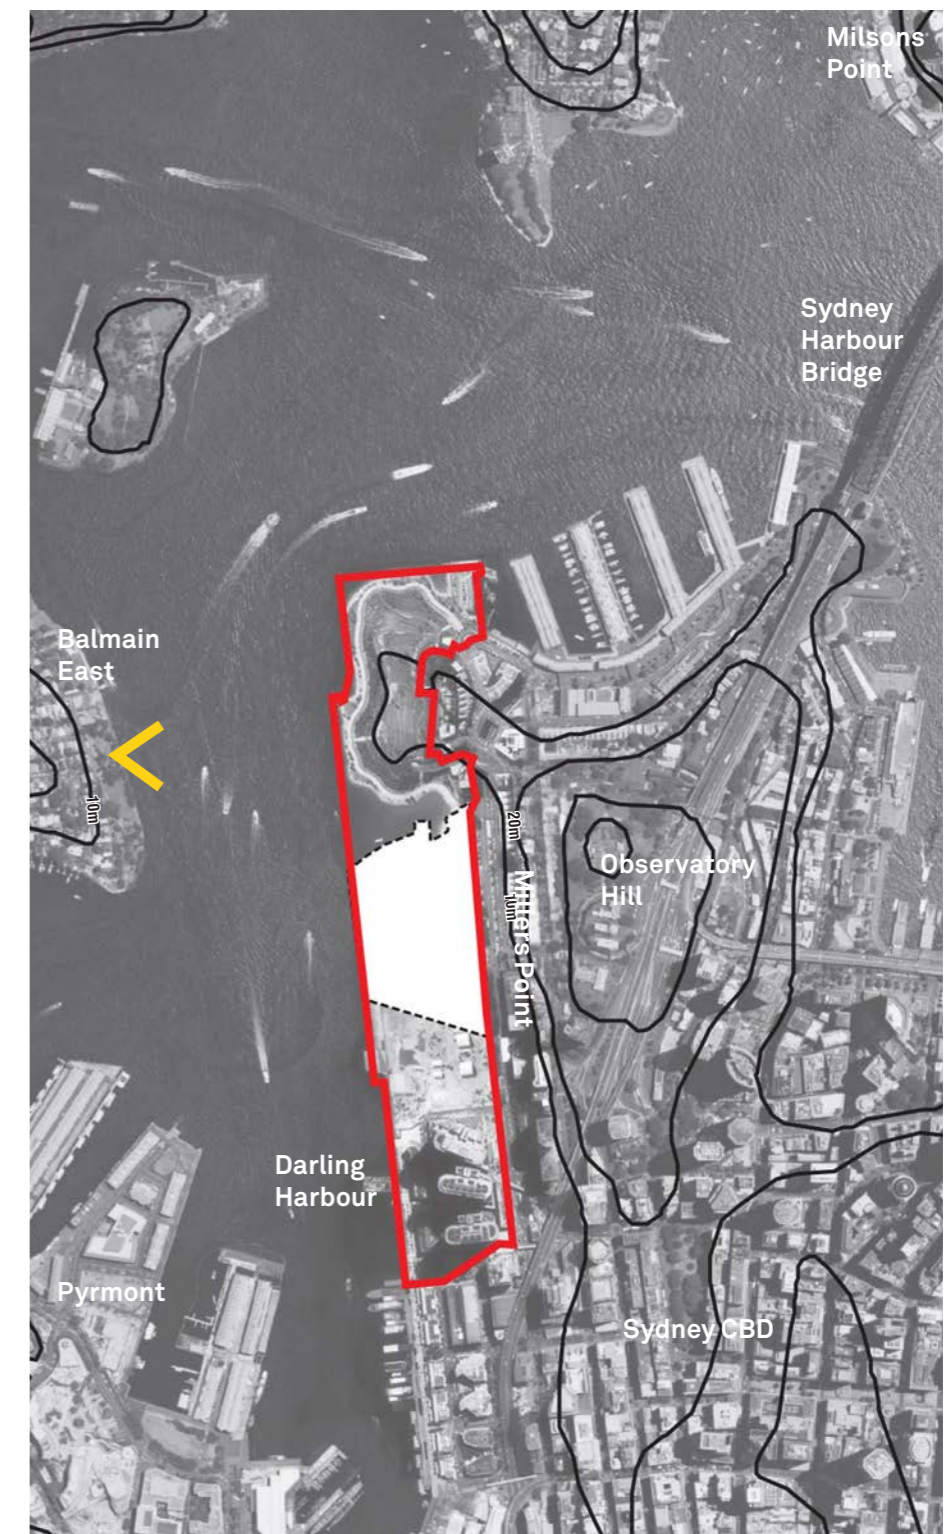 Milsons
Point
Sydney
Harbour
Bridge
Balmain
East
10m
20m
Observatory
Hill
10m
Millers Point
Darling
Harbour
Pyrmont
Sydney CBD